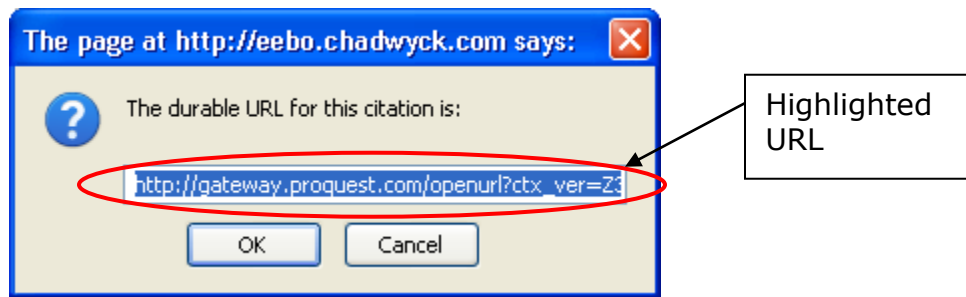 The page at http://eebo.chadwyck.com says:
The durable URL for this citation is:
http://gateway.proquest.com/openurl?ctx_ver=Z3
OK
Cancel
Highlighted
URL